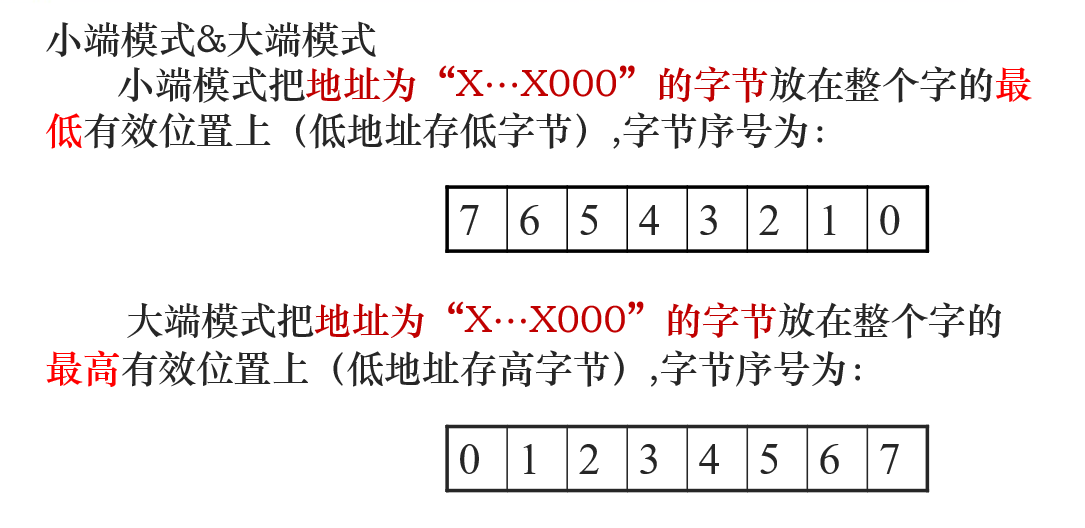 小端模式&大端模式
小端模式把地址为“X…X000”的字节放在整个字的最
低有效位置上（低地址存低字节）,字节序号为：
7 6 5 4 3 2 1 0
大端模式把地址为“X…X000”的字节放在整个字的
最高有效位置上（低地址存高字节）,字节序号为：
0 1 2 3 4 5 6 7